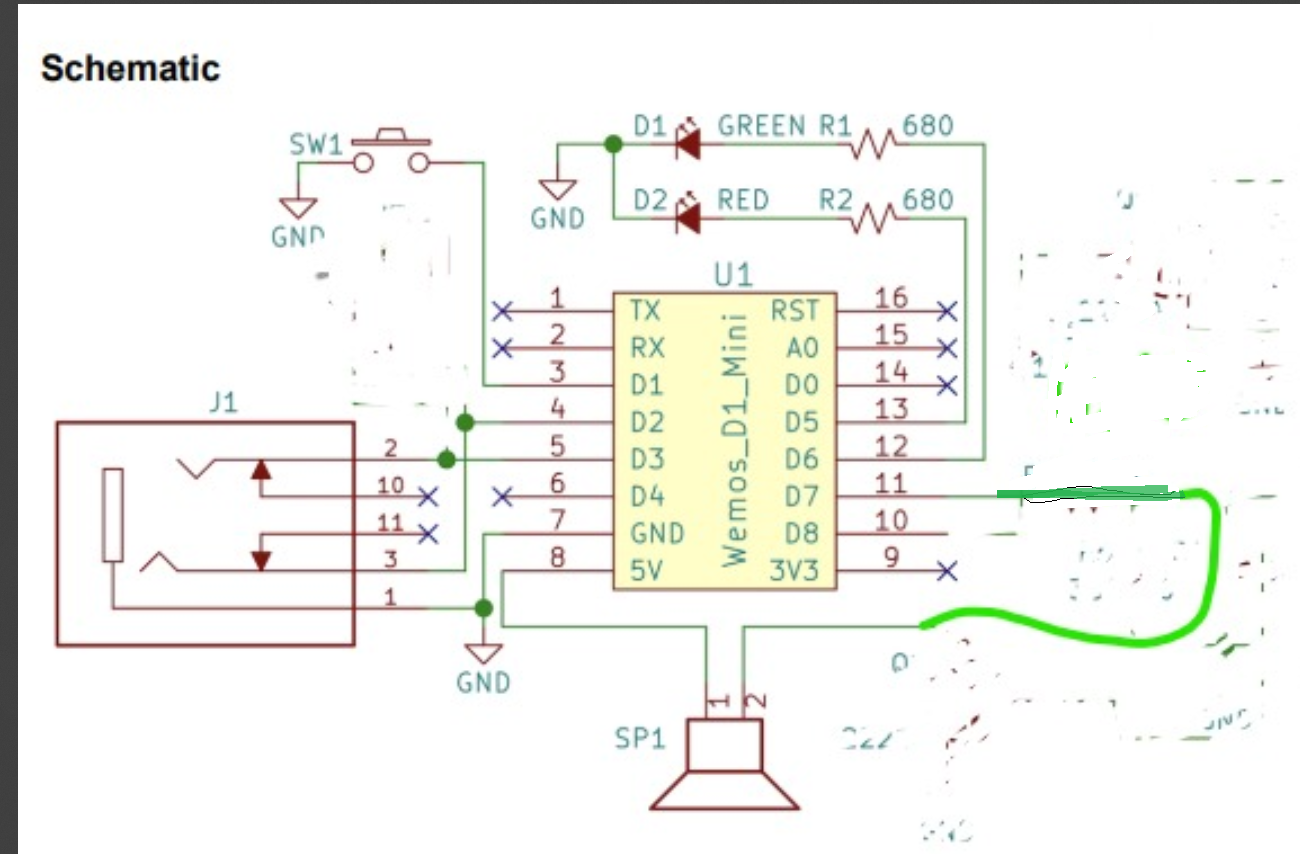 Schematic
D1 GREEN R1 680
SW1
D2 RED R2 680
GND
GND
U1
1 TX RST 16
2 RX A0 15
3 D1 D0 14
J1
4 D2 D5 13
2 5 D3 D6 12
10 6 D4 D7 11
11 7 GND D8 10
3 8 5V 3V3 9
Wemos_D1_Mini
1
GND
1 2
SP1